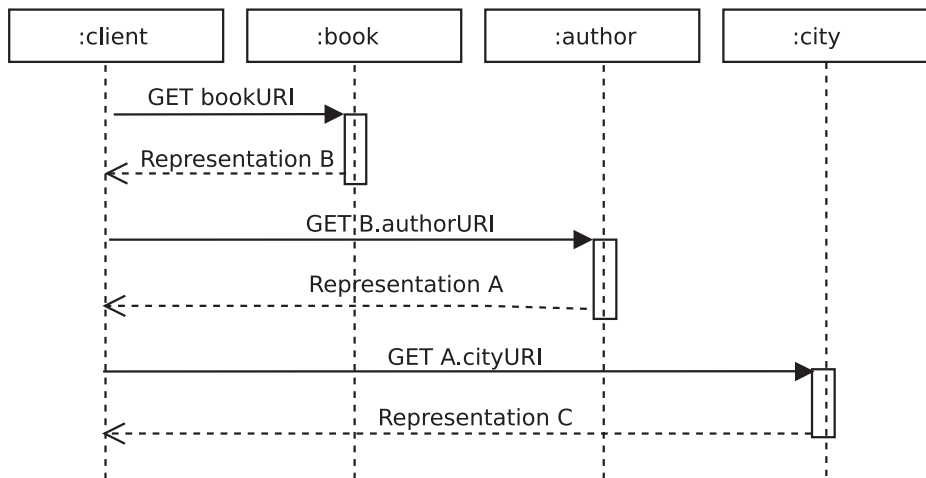 :client
:book
:author
:city
GET bookURI
Representation B
GET B.authorURI
Representation A
GET A.cityURI
Representation C